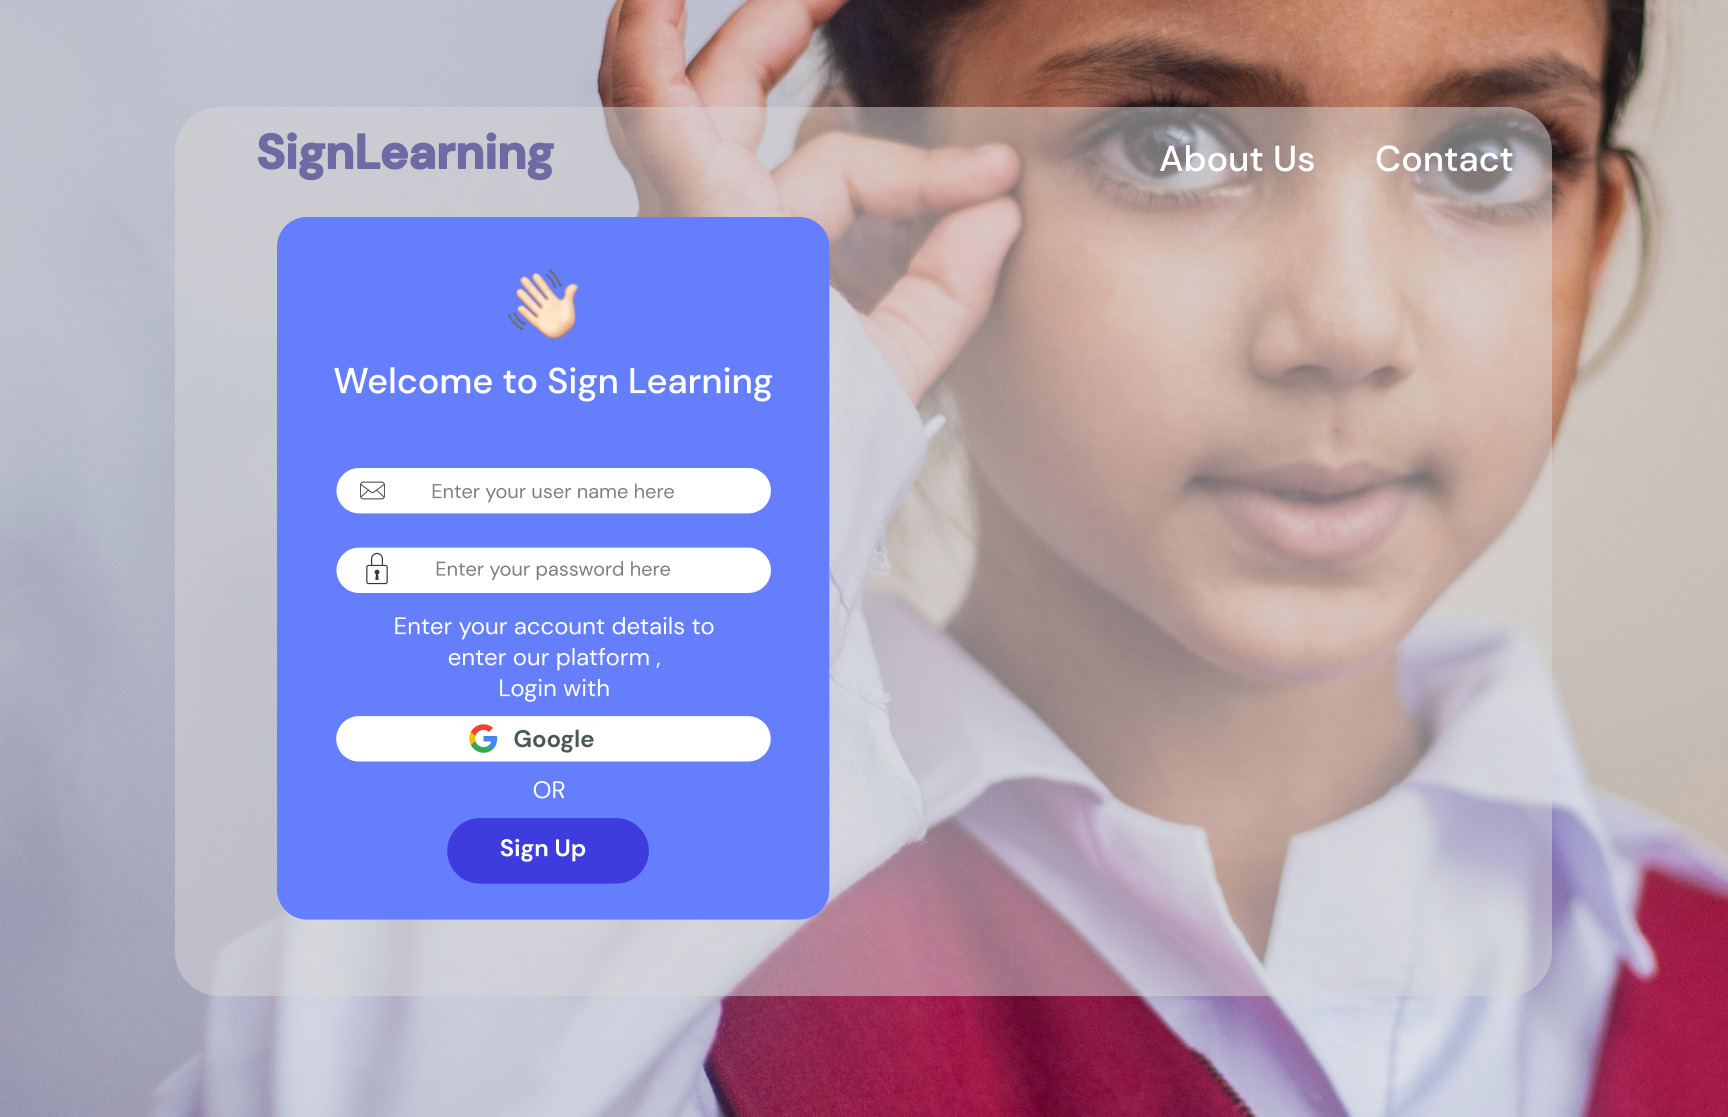 SignLearning
About Us
Contact
Welcome to Sign Learning
Enter your user name here
Enter your password here
Enter your account details to
enter our platform ,
Login with
Google
OR
Sign Up